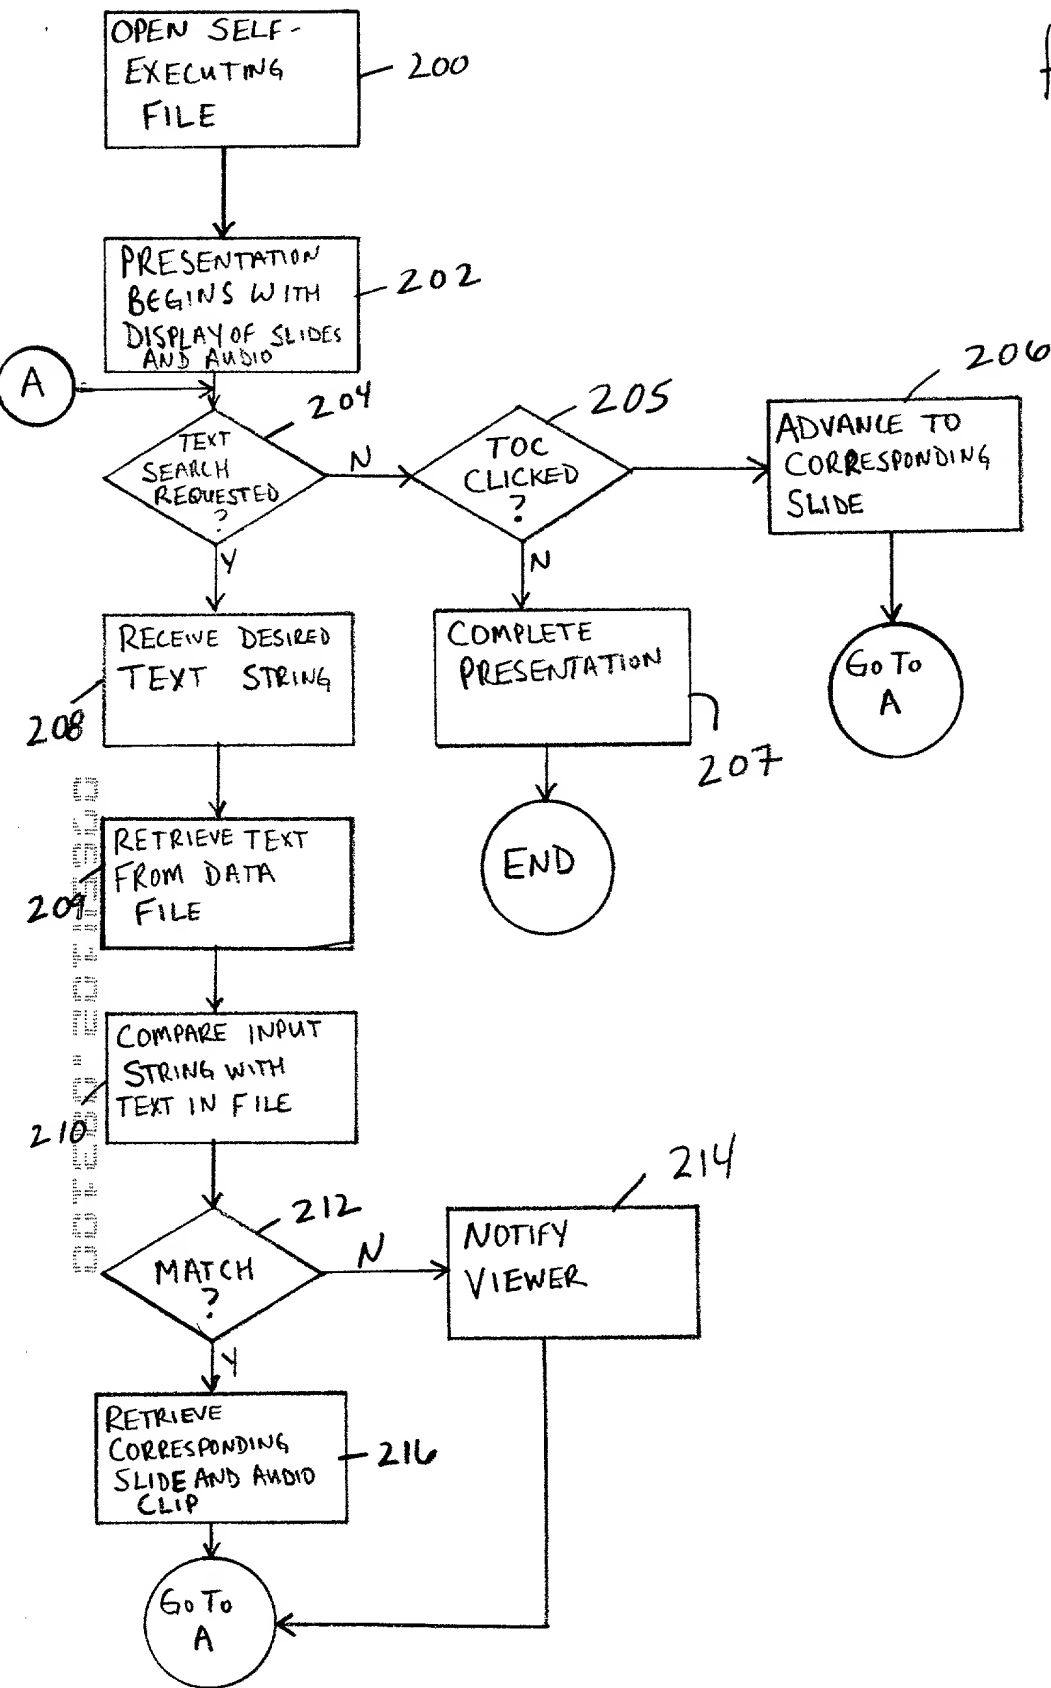 OPEN SELF-
EXECUTING
FILE
200
PRESENTATION
BEGINS WITH
DISPLAY OF SLIDES
AND AUDIO
202
A
TEXT
SEARCH
REQUESTED
?
204
N
Y
TOC
CLICKED
?
205
N
ADVANCE TO
CORRESPONDING
SLIDE
206
GO TO
A
COMPLETE
PRESENTATION
207
END
RECEIVE DESIRED
TEXT STRING
208
RETRIEVE TEXT
FROM DATA
FILE
209
COMPARE INPUT
STRING WITH
TEXT IN FILE
210
MATCH
?
212
N
Y
NOTIFY
VIEWER
214
RETRIEVE
CORRESPONDING
SLIDE AND AUDIO
CLIP
216
GO TO
A